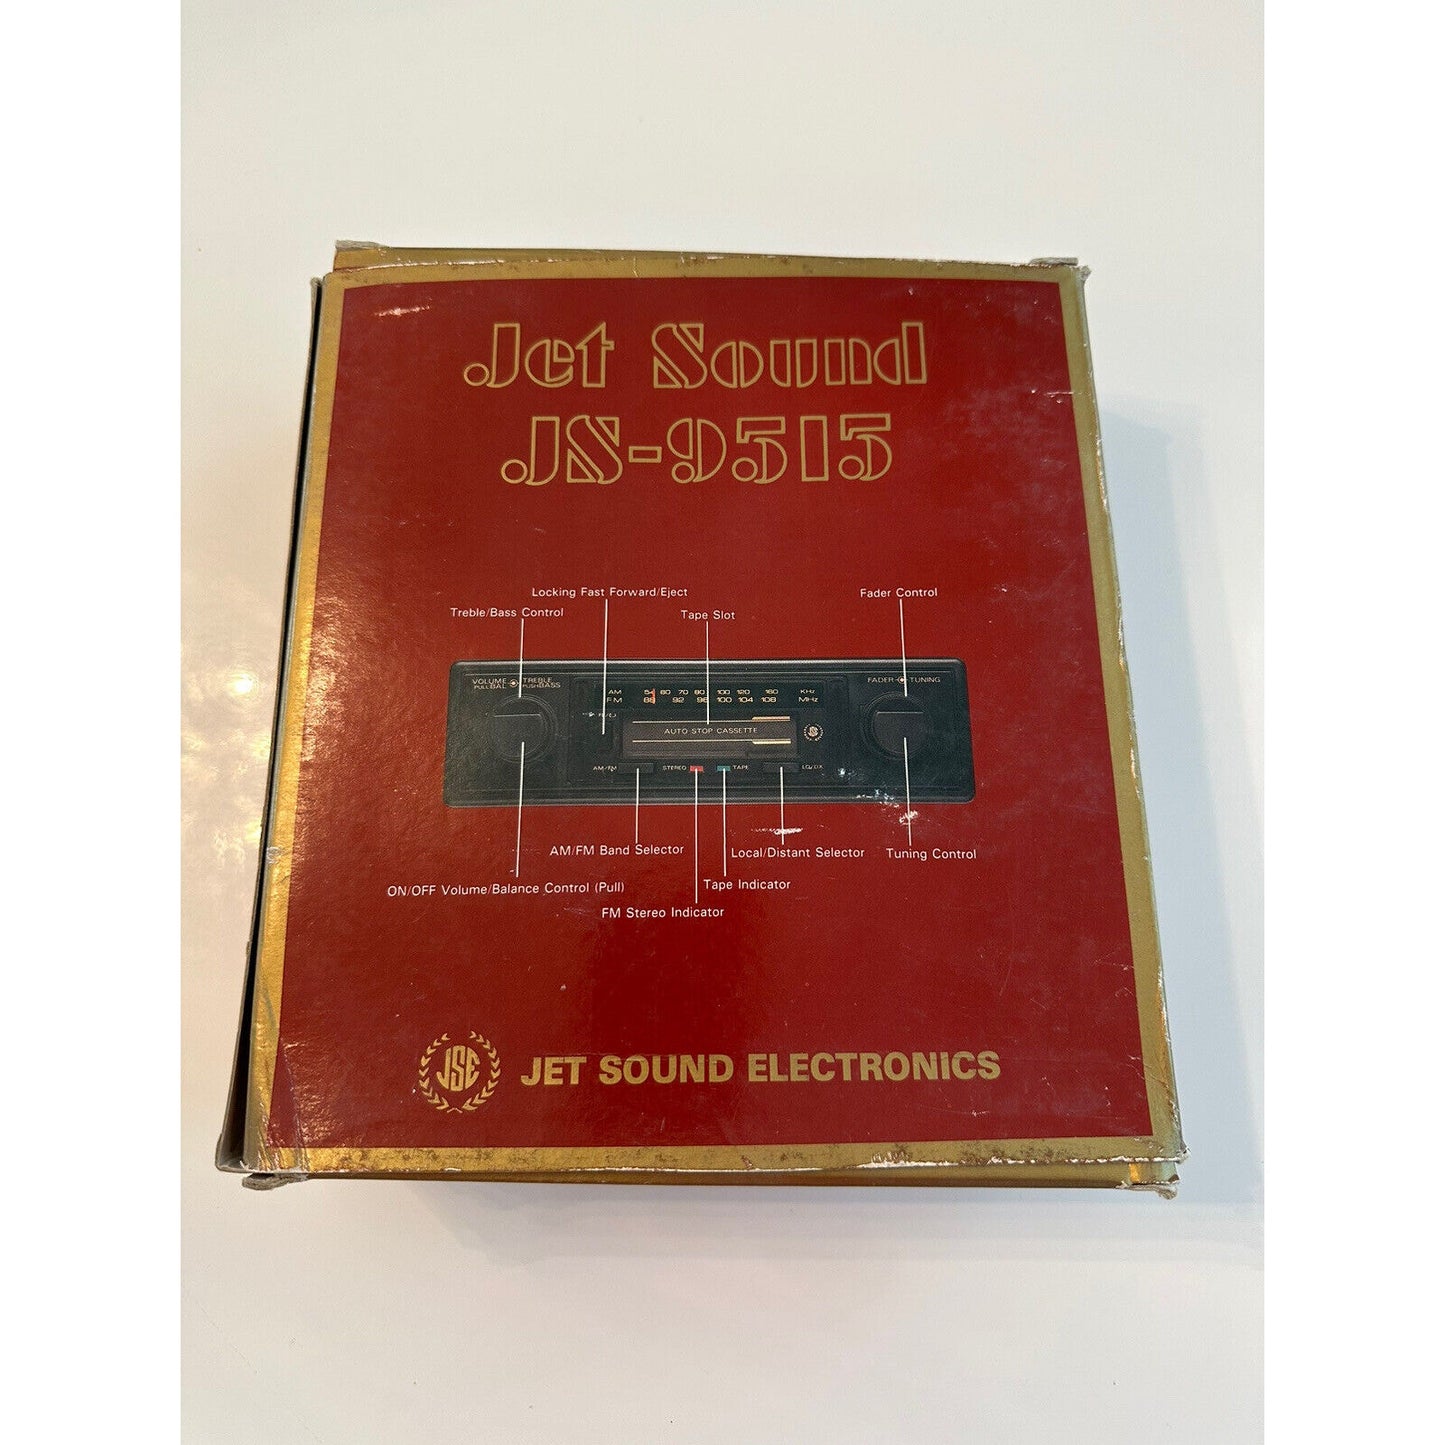 Jet Sound
JS-9515
Locking Fast Forward/Eject
Fader Control
Treble/Bass Control
Tape Slot
VOLUME TREBLE
PULL BAL PUSH BASS
FADER TUNING
AM 54 60 70 80 100 120 160 KHz
FM 88 92 96 100 104 108 MHz
AUTO STOP CASSETTE
AM/FM STEREO TAPE LO/DX
AM/FM Band Selector
Local/Distant Selector
Tuning Control
ON/OFF Volume/Balance Control (Pull)
Tape Indicator
FM Stereo Indicator
JSE
JET SOUND ELECTRONICS